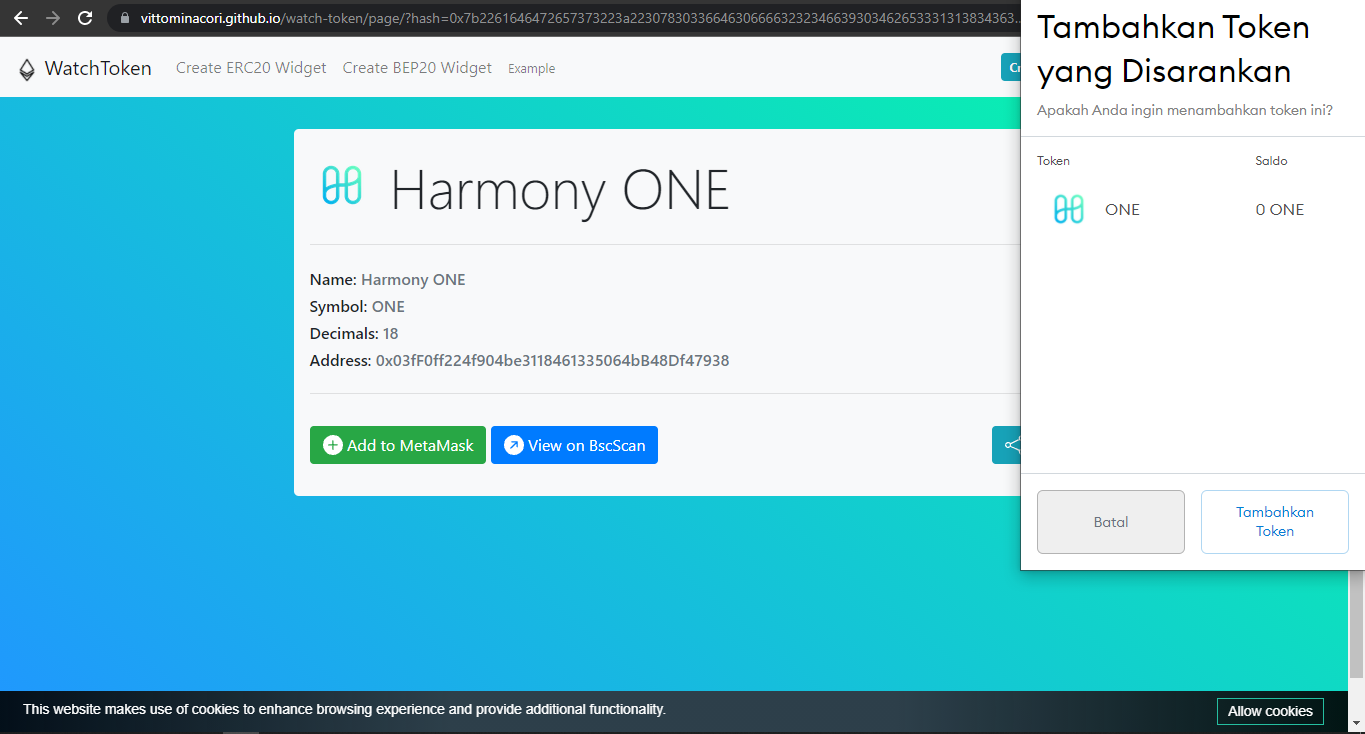 vittominacori.github.io/watch-token/page/?hash=0x7b2261646472657373223a22307830336646306666323234663930346265333131383434363...
WatchToken
Create ERC20 Widget
Create BEP20 Widget
Example
Harmony ONE
Name: Harmony ONE
Symbol: ONE
Decimals: 18
Address: 0x03fF0ff224f904be3118461335064bB48Df47938
Add to MetaMask
View on BscScan
Tambahkan Token
yang Disarankan
Apakah Anda ingin menambahkan token ini?
Token
Saldo
ONE
0 ONE
Batal
Tambahkan
Token
This website makes use of cookies to enhance browsing experience and provide additional functionality.
Allow cookies